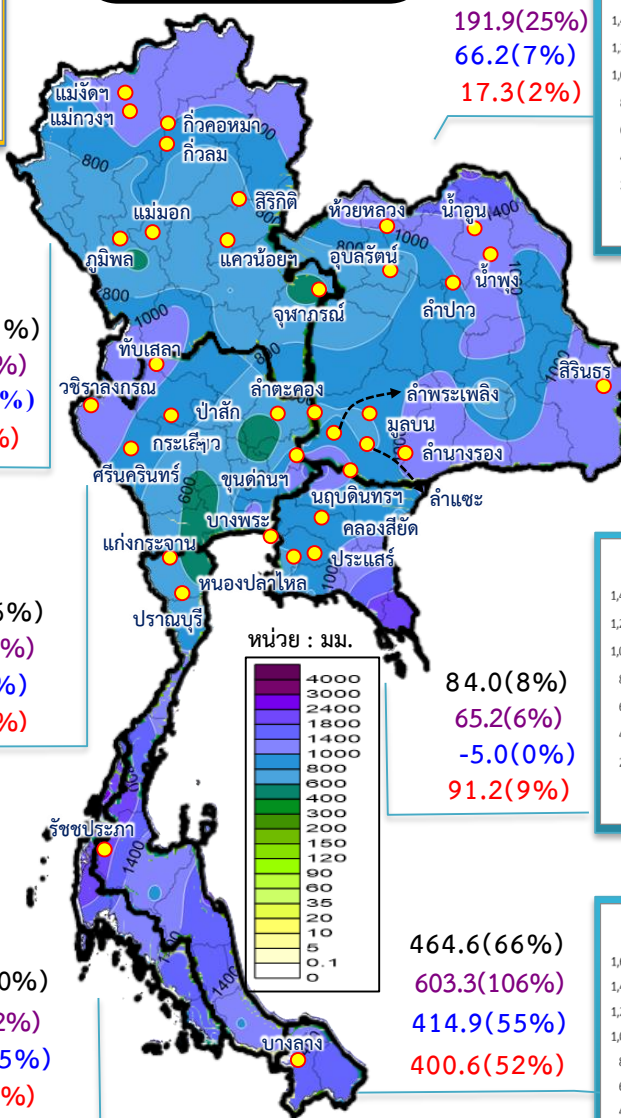 191.9(25%)
66.2(7%)
17.3(2%)
แม่งัดฯ
แม่กวงฯ
กิ่วคอหมา
กิ่วลม
800
สิริกิติ์
แม่มอก
ภูมิพล
แควน้อยฯ
ห้วยหลวง
น้ำอูน
1400
1000
800
อุบลรัตน์
น้ำพุง
ลำปาว
จุฬาภรณ์
800
1000
ทับเสลา
800
สิรินธร
วชิราลงกรณ
ลำตะคอง
ลำพระเพลิง
ป่าสัก
มูลบน
กระเสียว
ลำนางรอง
ศรีนครินทร์
ขุนด่านฯ
600
นฤบดินทรฯ
ลำแซะ
บางพระ
คลองสียัด
แก่งกระจาน
ประแสร์
หนองปลาไหล
ปราณบุรี
%)
%)
%)
%)
%)
%)
%)
%)
หน่วย : มม.
4000
3000
2400
1800
1400
1000
800
600
400
300
200
150
120
90
60
35
20
10
5
0.1
0
84.0(8%)
65.2(6%)
-5.0(0%)
91.2(9%)
รัชชประภา
1400
1400
บางลาง
464.6(66%)
603.3(106%)
414.9(55%)
400.6(52%)
0%)
2%)
5%)
%)